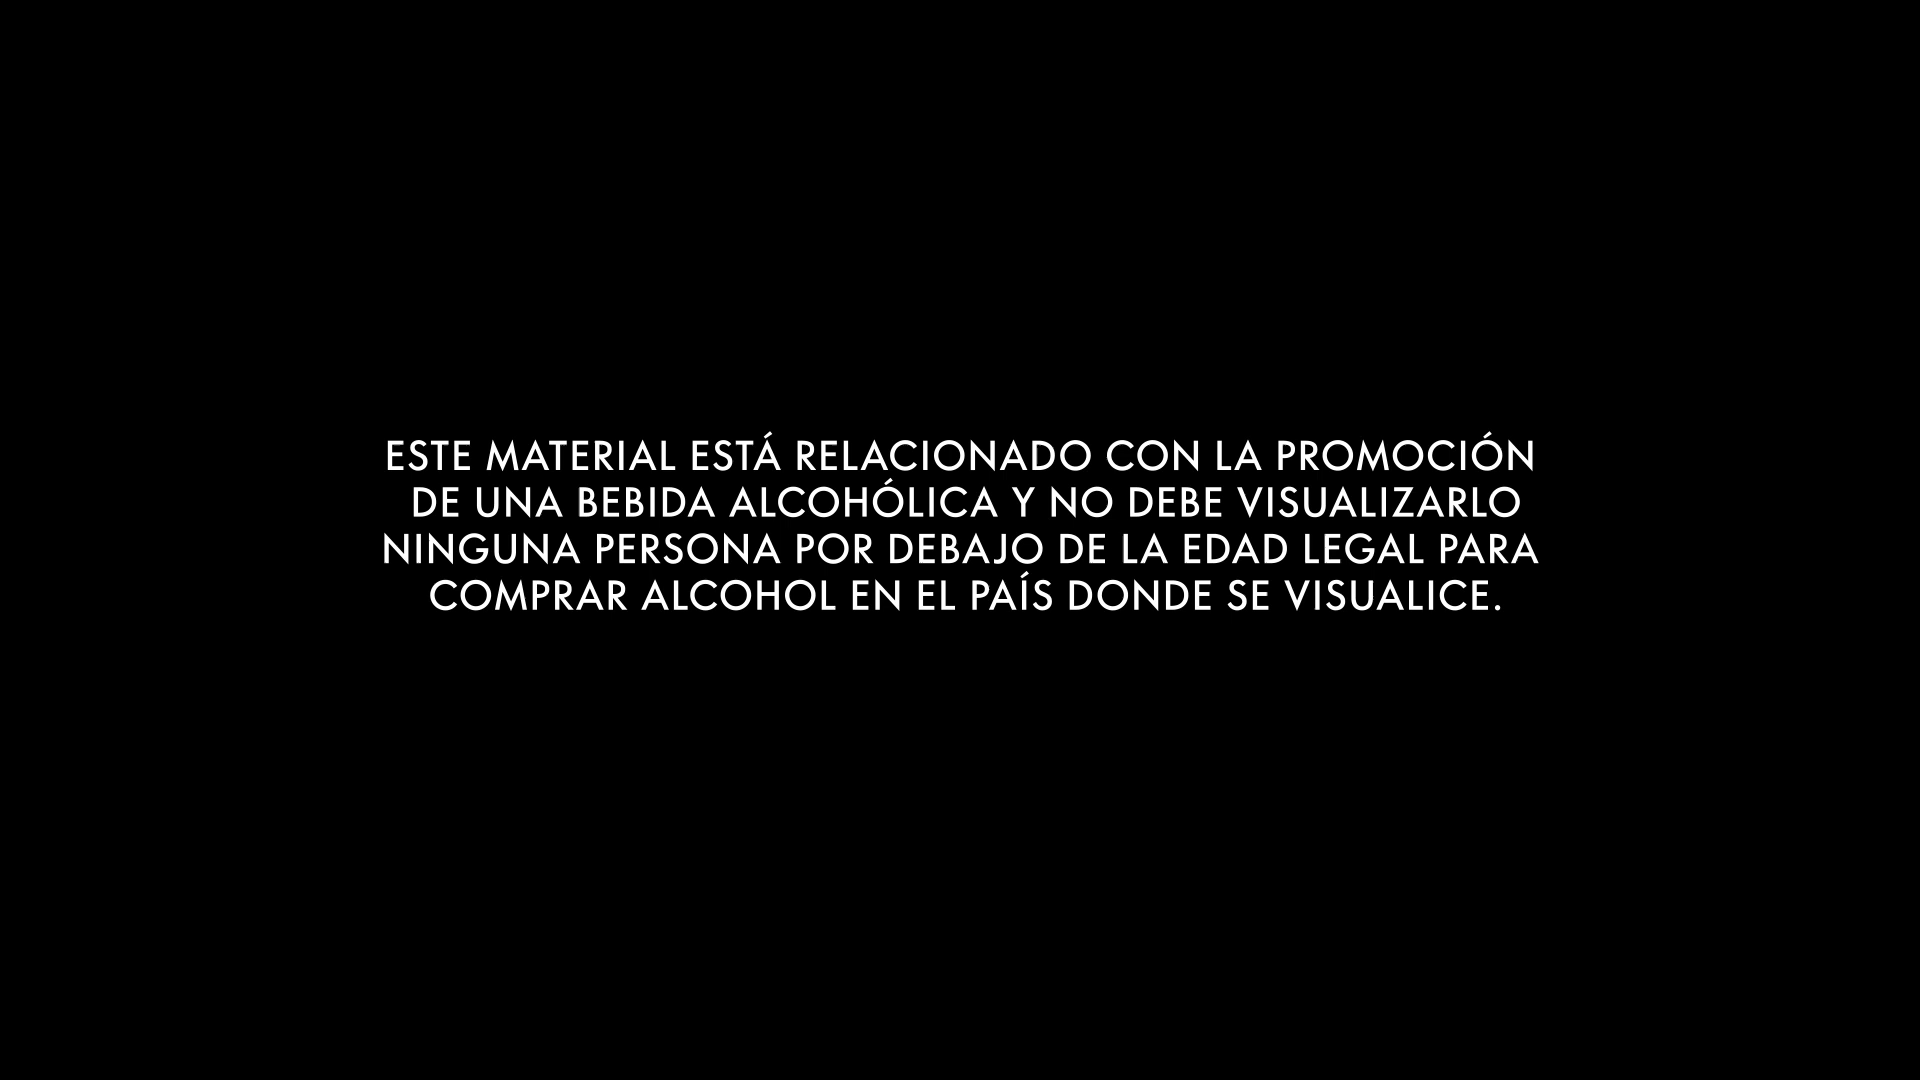 ESTE MATERIAL ESTÁ RELACIONADO CON LA PROMOCIÓN
DE UNA BEBIDA ALCOHÓLICA Y NO DEBE VISUALIZARLO
NINGUNA PERSONA POR DEBAJO DE LA EDAD LEGAL PARA
COMPRAR ALCOHOL EN EL PAÍS DONDE SE VISUALICE.